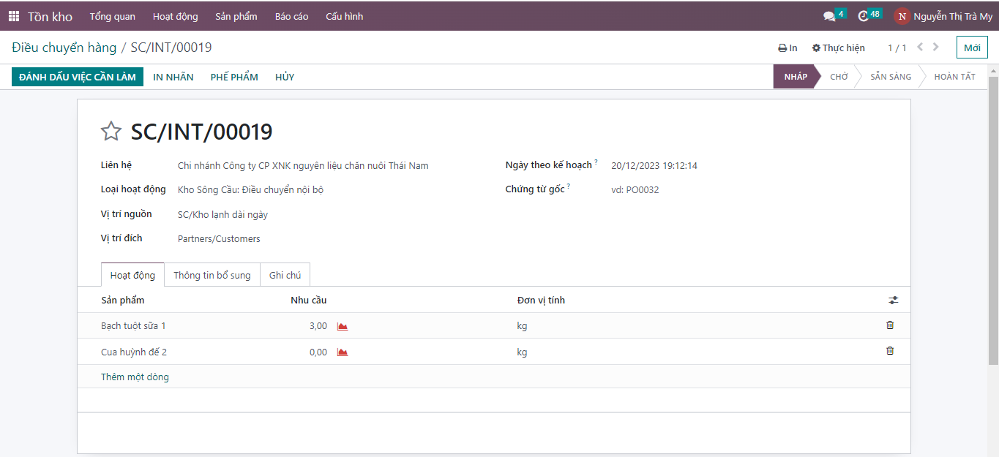 Tồn kho Tổng quan Hoạt động Sản phẩm Báo cáo Cấu hình 4 48 N Nguyễn Thị Trà My
Điều chuyển hàng / SC/INT/00019 In Thực hiện 1 / 1 Mới
ĐÁNH DẤU VIỆC CẦN LÀM IN NHÃN PHẾ PHẨM HỦY NHÁP CHỜ SẴN SÀNG HOÀN TẤT
SC/INT/00019
Liên hệ Chi nhánh Công ty CP XNK nguyên liệu chăn nuôi Thái Nam Ngày theo kế hoạch ? 20/12/2023 19:12:14
Loại hoạt động Kho Sông Cầu: Điều chuyển nội bộ Chứng từ gốc ? vd: PO0032
Vị trí nguồn SC/Kho lạnh dài ngày
Vị trí đích Partners/Customers
Hoạt động Thông tin bổ sung Ghi chú
Sản phẩm Nhu cầu Đơn vị tính
Bạch tuột sữa 1 3,00 kg
Cua huỳnh đế 2 0,00 kg
Thêm một dòng